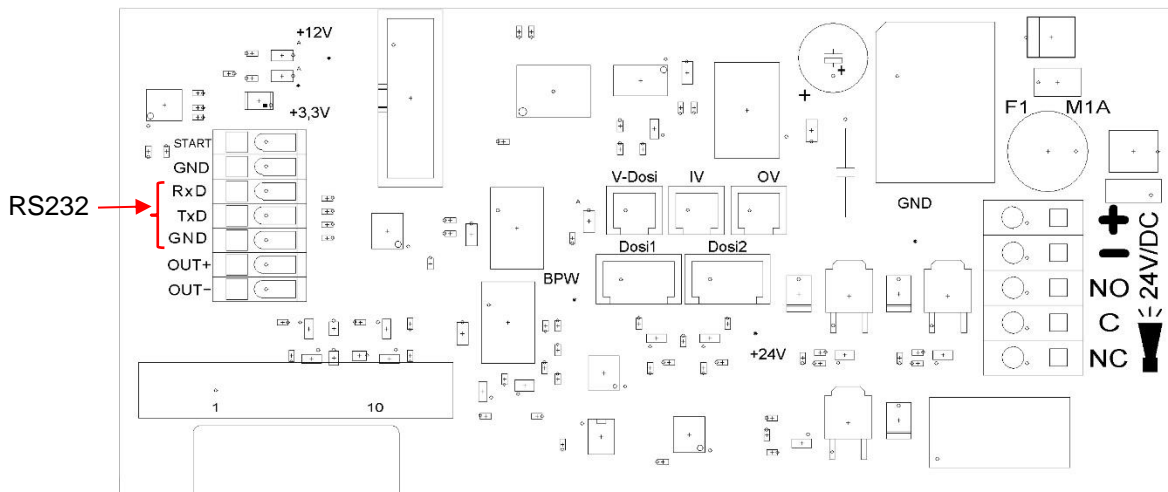 +12V
A
A
+3,3V
START
GND
RxD
TxD
GND
OUT+
OUT-
RS232
1
10
V-Dosi
IV
OV
A
Dosi1
Dosi2
BPW
+24V
+
+
F1
M1A
GND
+
-
24V/DC
NO
C
NC